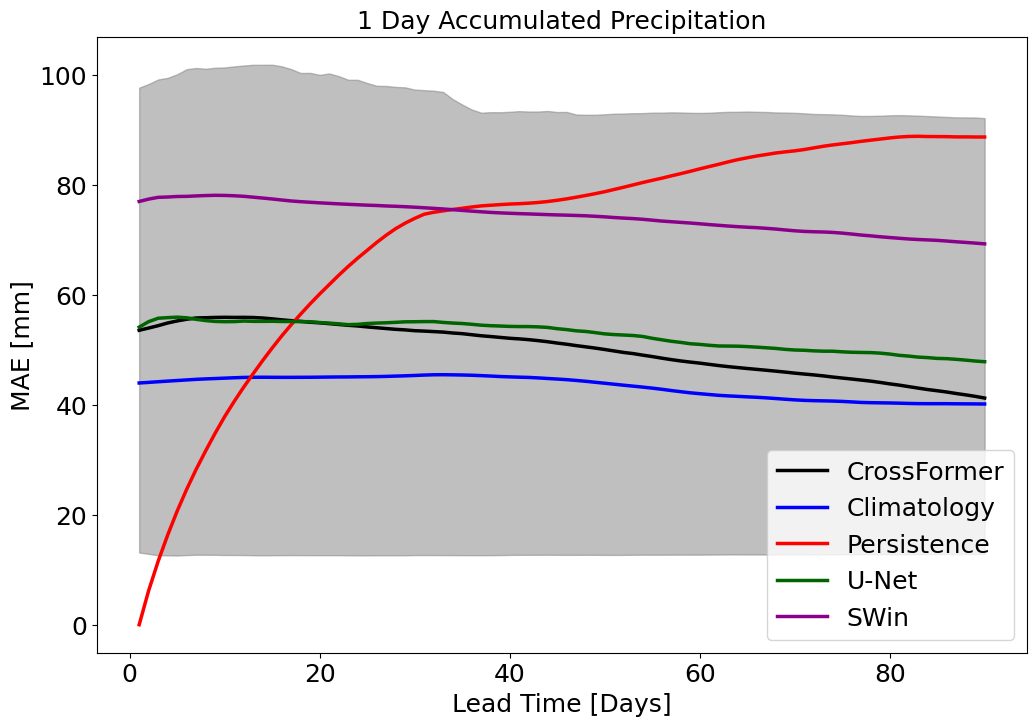 1 Day Accumulated Precipitation
MAE [mm]
100
80
60
40
20
0
0 20 40 60 80
Lead Time [Days]
CrossFormer
Climatology
Persistence
U-Net
SWin